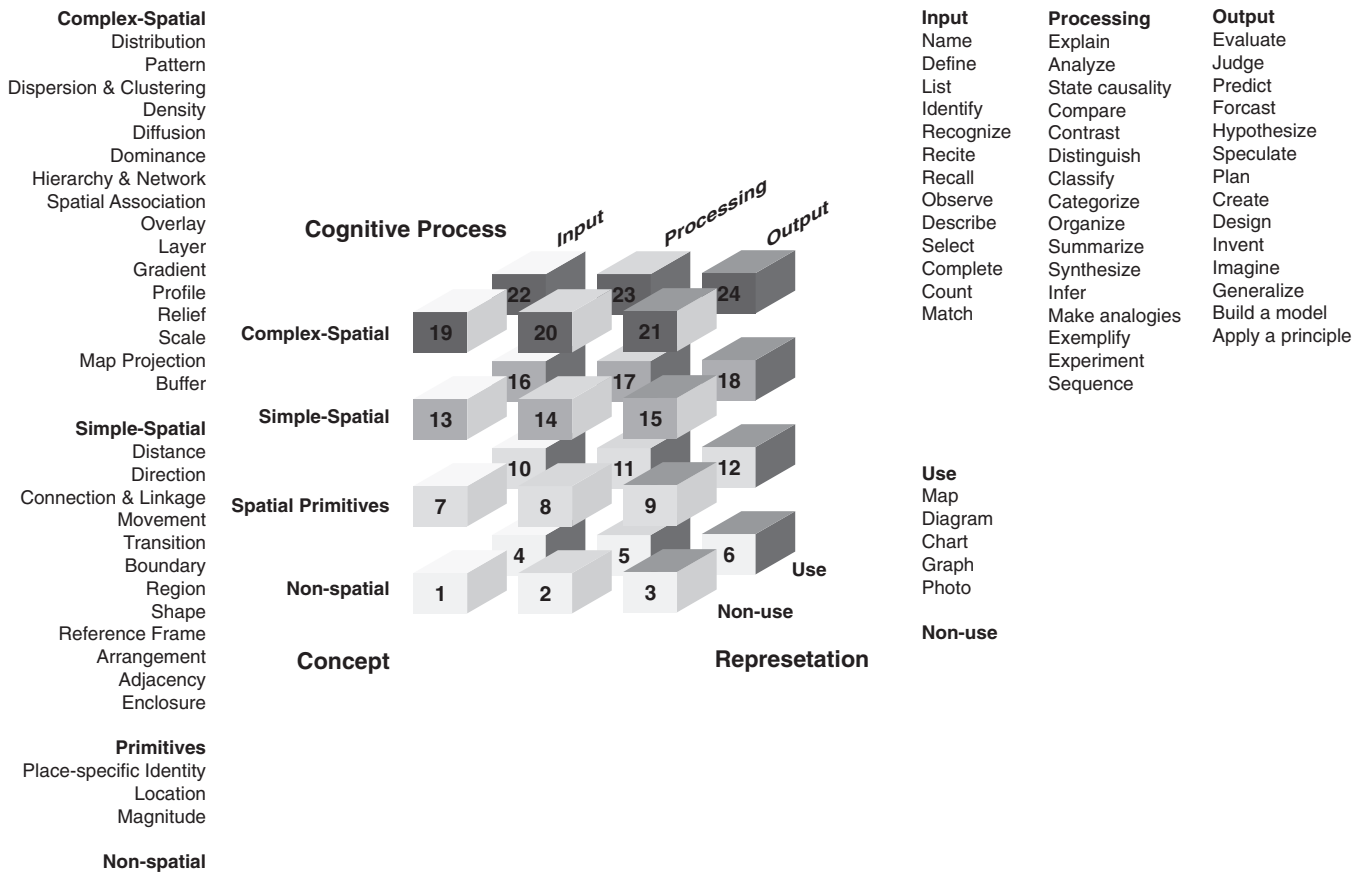 Complex-Spatial
Distribution
Pattern
Dispersion & Clustering
Density
Diffusion
Dominance
Hierarchy & Network
Spatial Association
Overlay
Layer
Gradient
Profile
Relief
Scale
Map Projection
Buffer
Simple-Spatial
Distance
Direction
Connection & Linkage
Movement
Transition
Boundary
Region
Shape
Reference Frame
Arrangement
Adjacency
Enclosure
Primitives
Place-specific Identity
Location
Magnitude
Non-spatial
Cognitive Process
Input
Processing
Output
22
23
24
Complex-Spatial
19
20
21
16
17
18
Simple-Spatial
13
14
15
10
11
12
Spatial Primitives
7
8
9
4
5
6
Use
Non-spatial
1
2
3
Non-use
Concept
Represetation
Input
Name
Define
List
Identify
Recognize
Recite
Recall
Observe
Describe
Select
Complete
Count
Match
Processing
Explain
Analyze
State causality
Compare
Contrast
Distinguish
Classify
Categorize
Organize
Summarize
Synthesize
Infer
Make analogies
Exemplify
Experiment
Sequence
Output
Evaluate
Judge
Predict
Forcast
Hypothesize
Speculate
Plan
Create
Design
Invent
Imagine
Generalize
Build a model
Apply a principle
Use
Map
Diagram
Chart
Graph
Photo
Non-use